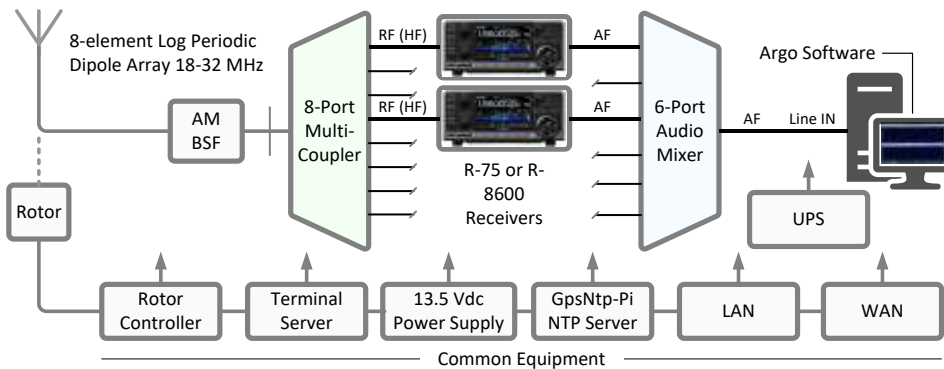 8-element Log Periodic
Dipole Array 18-32 MHz
AM
BSF
8-Port
Multi-
Coupler
RF (HF)
AF
RF (HF)
AF
R-75 or R-
8600
Receivers
6-Port
Audio
Mixer
AF
Line IN
Argo Software
Rotor
UPS
Rotor
Controller
Terminal
Server
13.5 Vdc
Power Supply
GpsNtp-Pi
NTP Server
LAN
WAN
Common Equipment